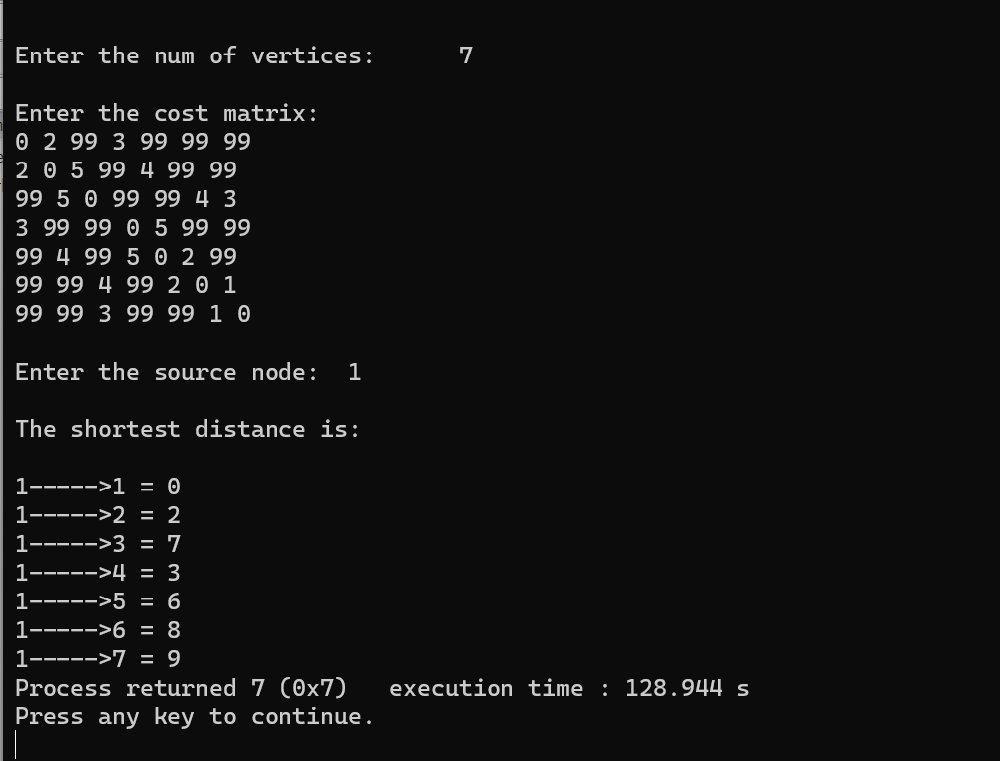 Enter the num of vertices:      7
Enter the cost matrix:
0 2 99 3 99 99 99
2 0 5 99 4 99 99
99 5 0 99 99 4 3
3 99 99 0 5 99 99
99 4 99 5 0 2 99
99 99 4 99 2 0 1
99 99 3 99 99 1 0
Enter the source node:  1
The shortest distance is:
1----->1 = 0
1----->2 = 2
1----->3 = 7
1----->4 = 3
1----->5 = 6
1----->6 = 8
1----->7 = 9
Process returned 7 (0x7)   execution time : 128.944 s
Press any key to continue.